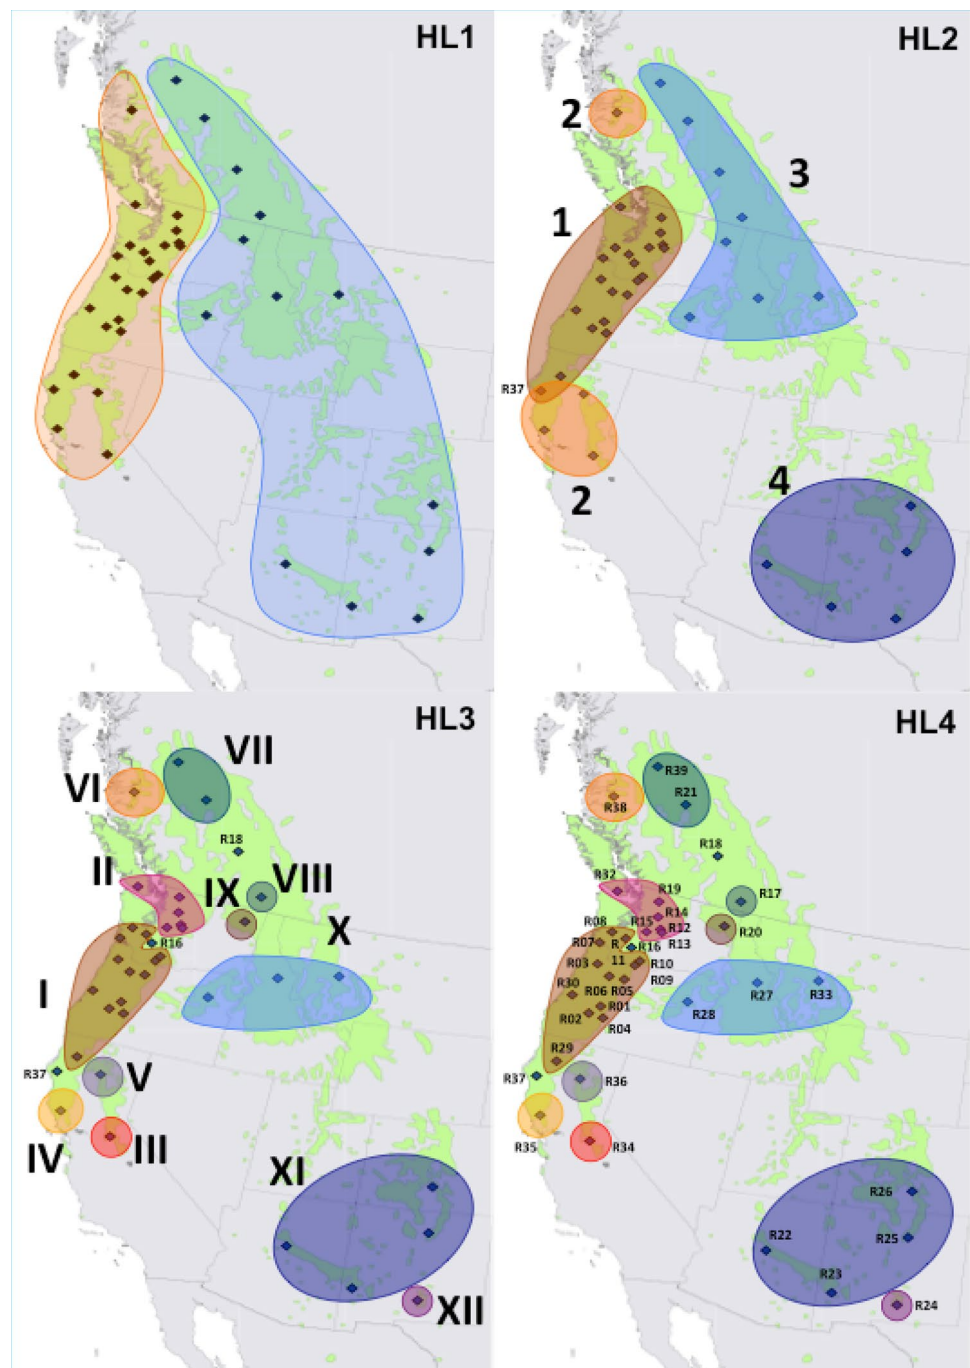 HL1
HL2
2
3
1
R37
4
2
HL3
VII
VI
R18
II
IX
VIII
X
R16
I
R37
V
IV
III
XI
XII
HL4
R39
R21
R38
R18
R32
R19
R17
R14
R08
R15
R12
R20
R07
R
R16
R13
11
R03
R10
R09
R06
R05
R30
R27
R33
R01
R28
R02
R04
R29
R37
R36
R35
R34
R26
R22
R25
R23
R24